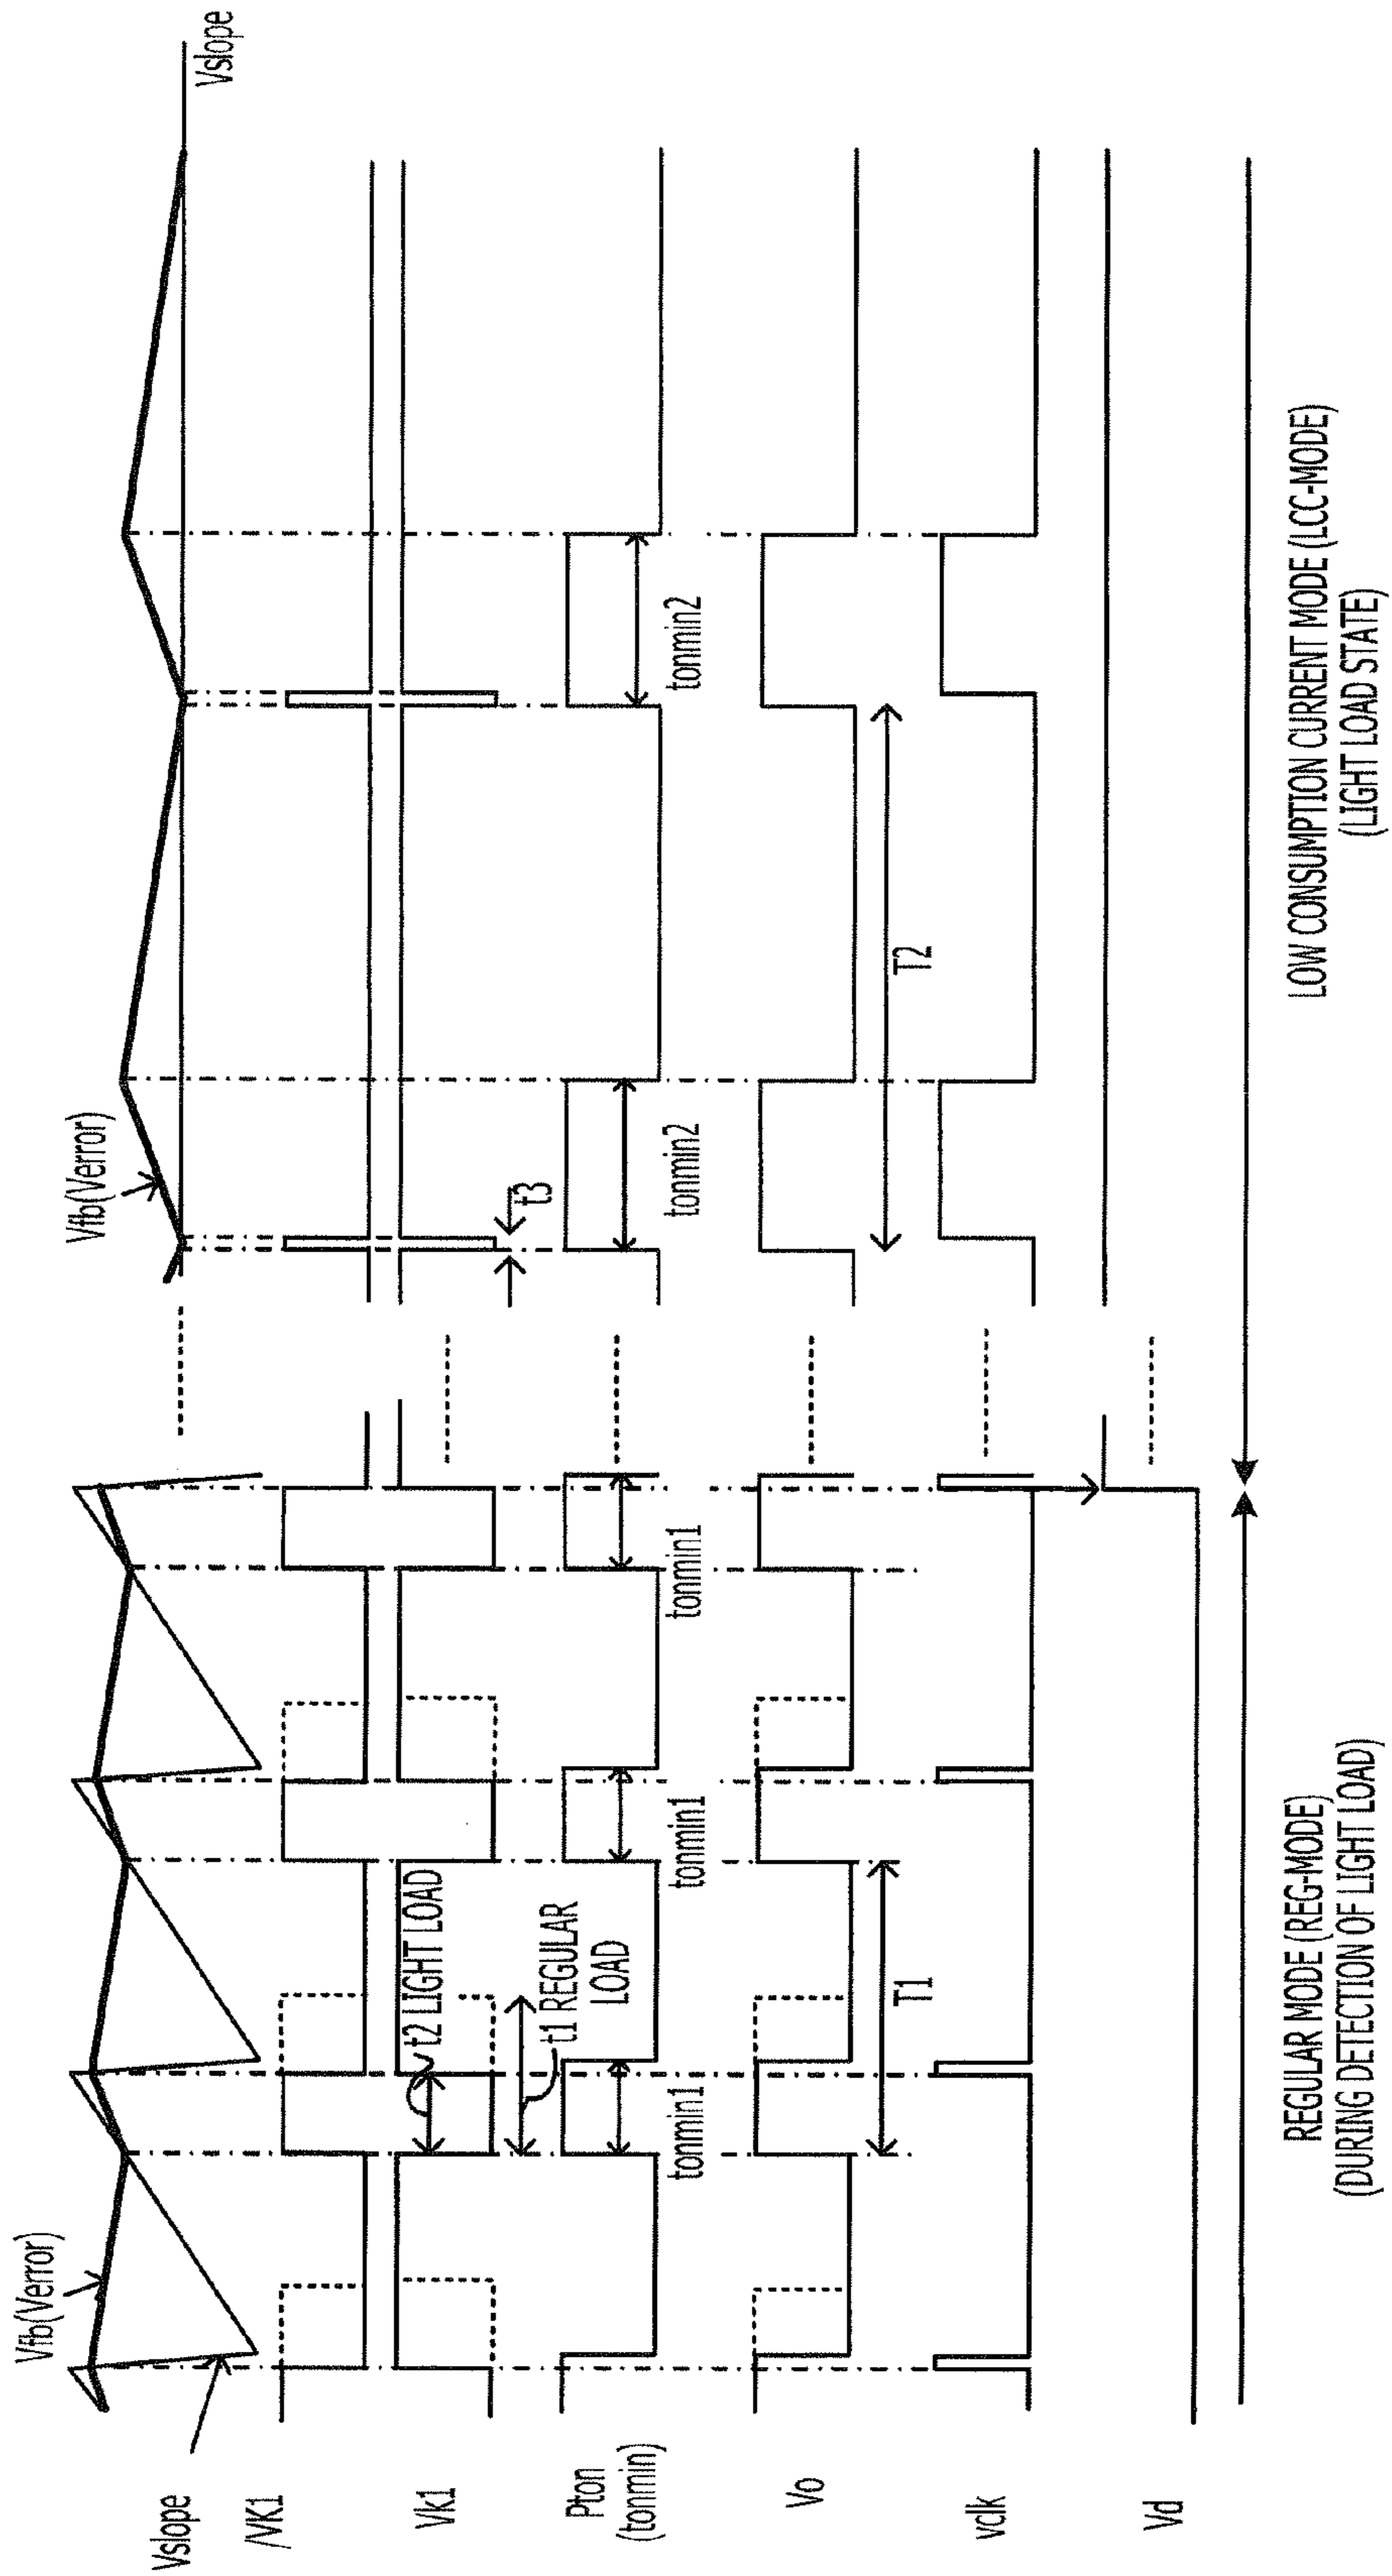 Vfb(Verror)
Vfb(Verror)
Vslope
Vslope
/VK1
Vk1
t2 LIGHT LOAD
t1 REGULAR
LOAD
t3
Pton
(tonmin)
tonmin1
tonmin1
tonmin1
tonmin2
tonmin2
Vo
T1
T2
vclk
Vd
REGULAR MODE (REG-MODE)
(DURING DETECTION OF LIGHT LOAD)
LOW CONSUMPTION CURRENT MODE (LCC-MODE)
(LIGHT LOAD STATE)